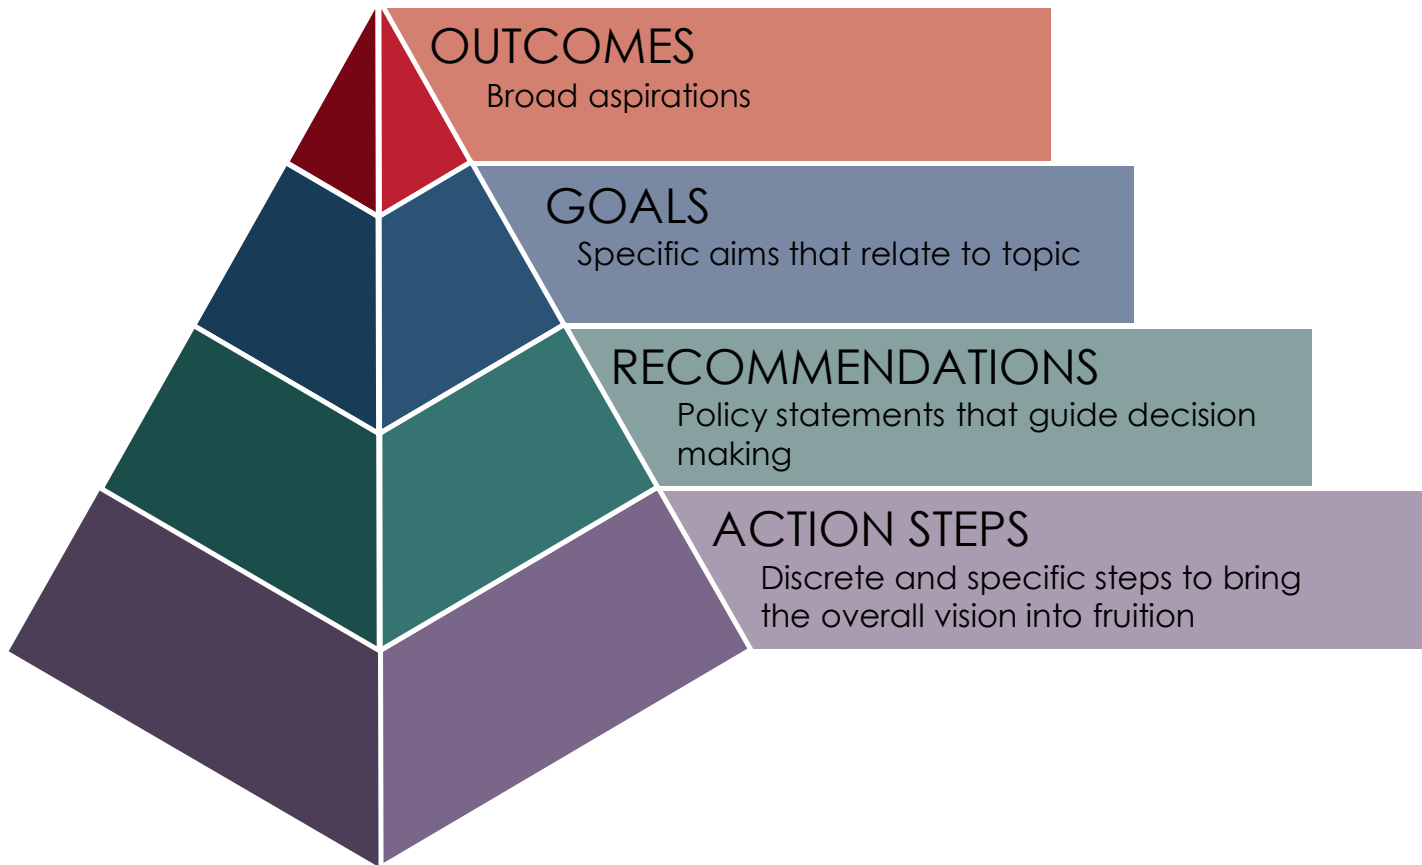 OUTCOMES
Broad aspirations
GOALS
Specific aims that relate to topic
RECOMMENDATIONS
Policy statements that guide decision
making
ACTION STEPS
Discrete and specific steps to bring
the overall vision into fruition